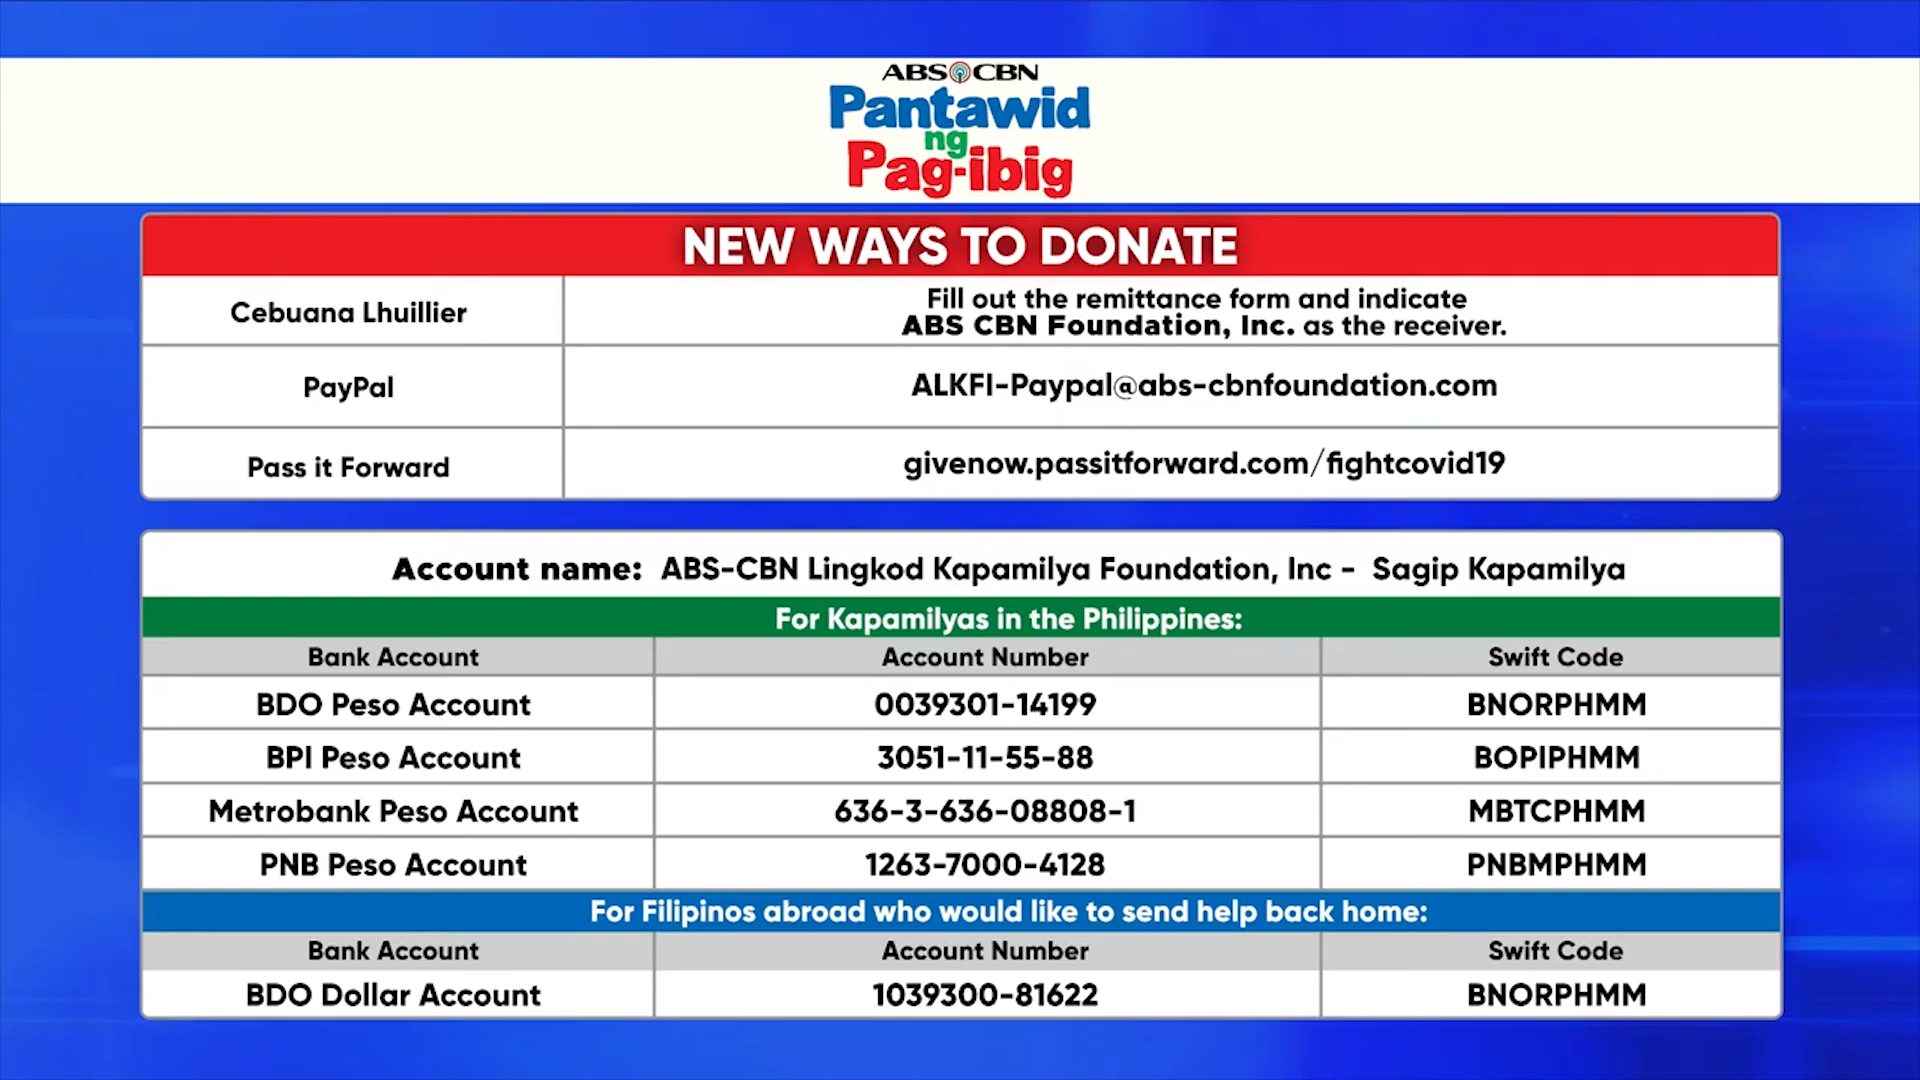 ABS-CBN
Pantawid
ng
Pag-ibig
NEW WAYS TO DONATE
Cebuana Lhuillier
Fill out the remittance form and indicate
ABS CBN Foundation, Inc. as the receiver.
PayPal
ALKFI-Paypal@abs-cbnfoundation.com
Pass it Forward
givenow.passitforward.com/fightcovid19
Account name: ABS-CBN Lingkod Kapamilya Foundation, Inc - Sagip Kapamilya
For Kapamilyas in the Philippines:
Bank Account Account Number Swift Code
BDO Peso Account 0039301-14199 BNORPHMM
BPI Peso Account 3051-11-55-88 BOPIPHMM
Metrobank Peso Account 636-3-636-08808-1 MBTCPHMM
PNB Peso Account 1263-7000-4128 PNBMPHMM
For Filipinos abroad who would like to send help back home:
Bank Account Account Number Swift Code
BDO Dollar Account 1039300-81622 BNORPHMM